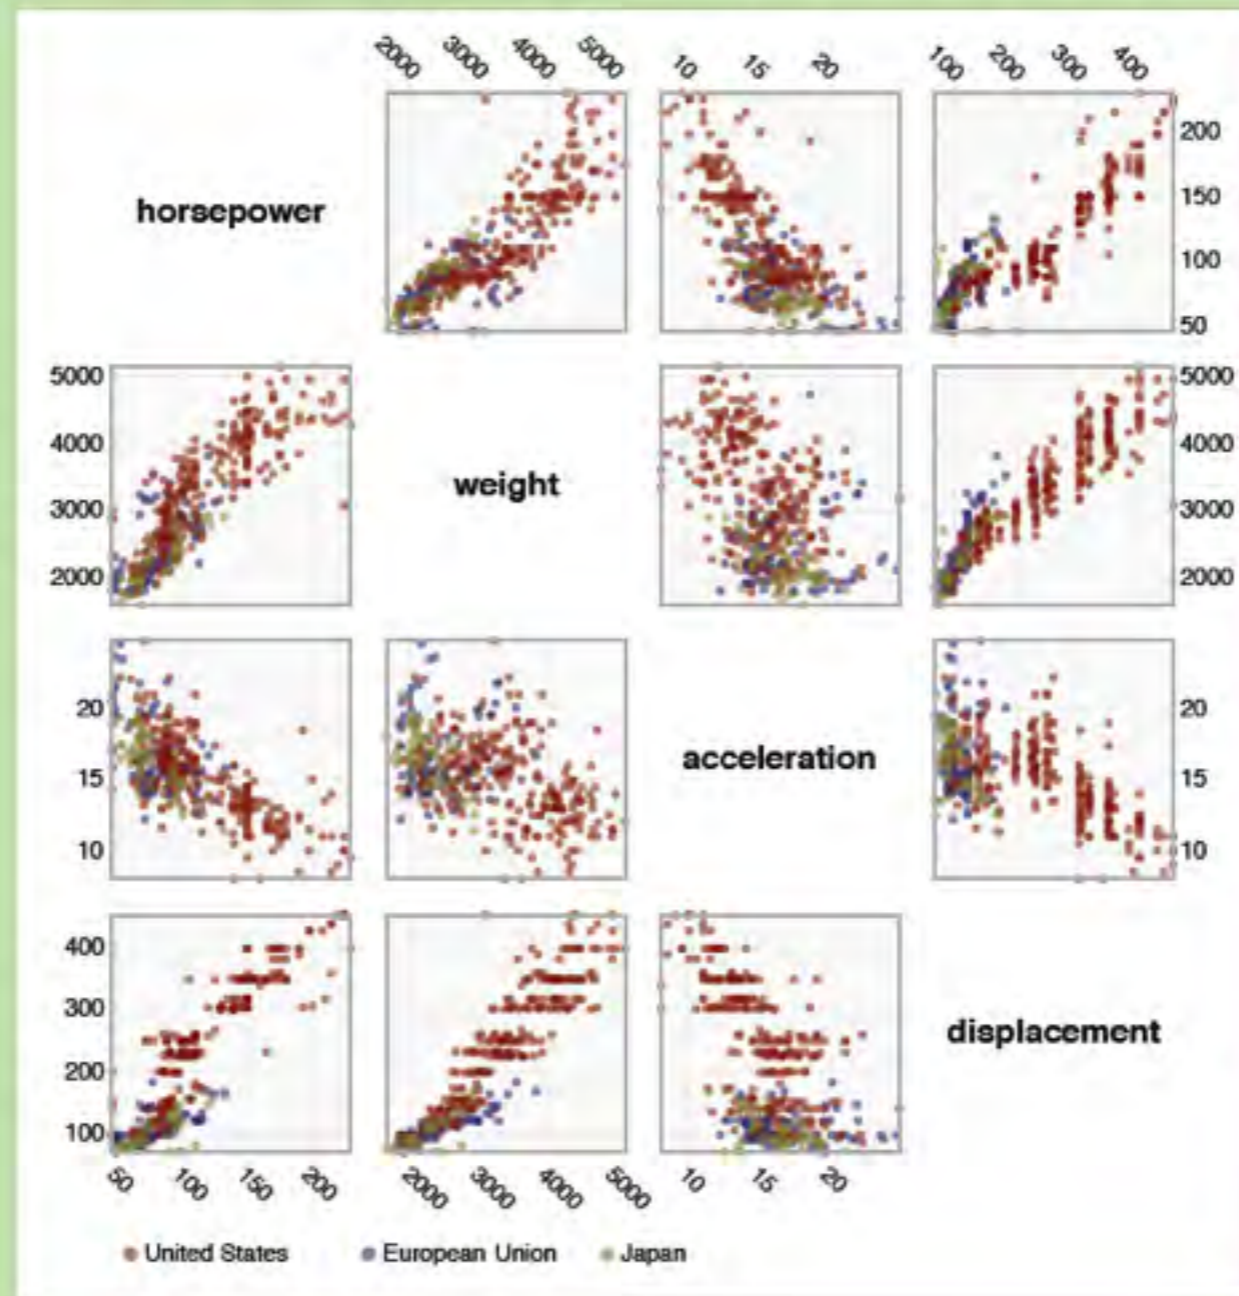 2000 3000 4000 5000 10 15 20 100 200 300 400
200
horsepower 150
100
50
5000 5000
4000 weight 4000
3000 3000
2000 2000
20 20
acceleration
15 15
10 10
400
300 displacement
200
100
50 100 150 200 2000 3000 4000 5000 10 15 20
United States European Union Japan